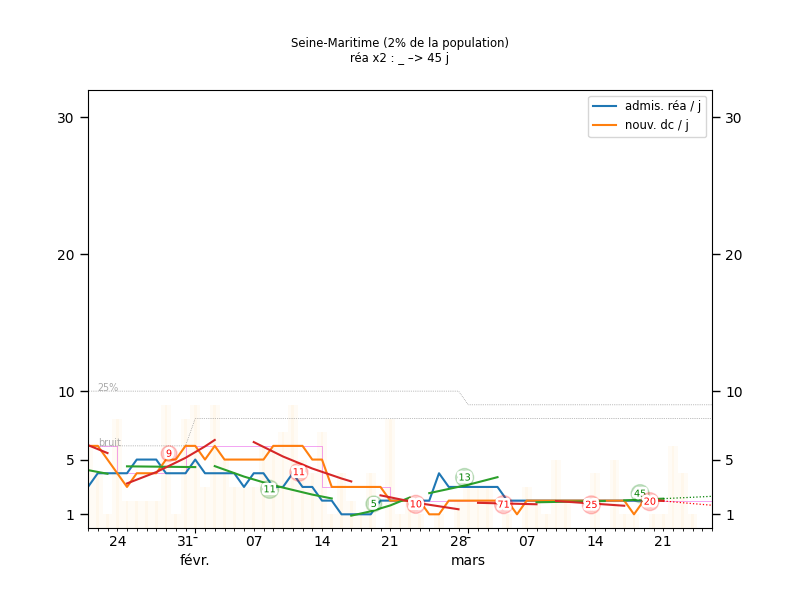 Seine-Maritime (2% de la population)
réa x2 : _ –> 45 j
admis. réa / j
nouv. dc / j
30 30
20 20
10 10
5 5
1 1
25%
bruit
9
11
11
5
10
13
71
25
45
20
24 31 07 14 21 28 07 14 21
févr. mars